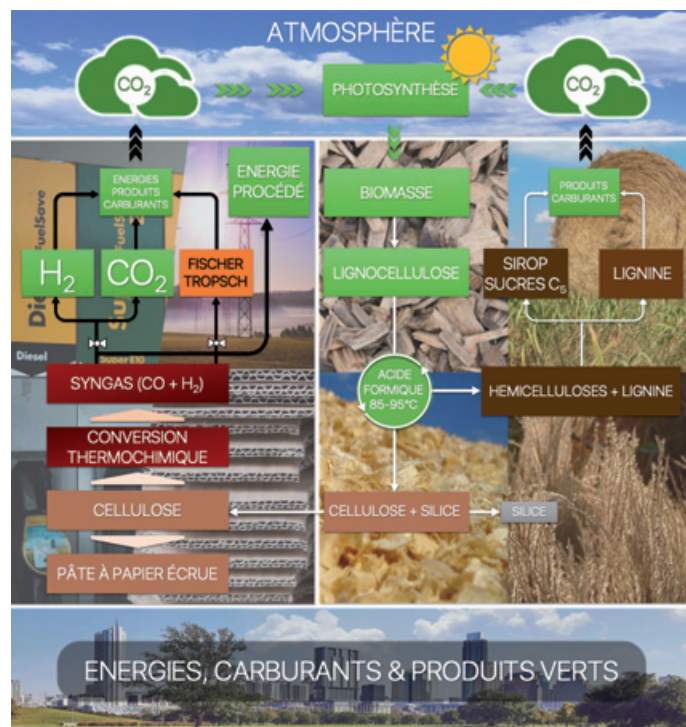 ATMOSPHÈRE
CO₂
PHOTOSYNTHÈSE
CO₂
ENERGIES
PRODUITS
CARBURANTS
ENERGIE
PROCÉDÉ
BIOMASSE
PRODUITS
CARBURANTS
H₂
CO₂
FISCHER
TROPSCH
LIGNOCELLULOSE
SIROP
SUCRES C₅
LIGNINE
FuelSave
Diesel
Super E10
SYNGAS (CO + H₂)
ACIDE
FORMIQUE
85-95°C
HEMICELLULOSES + LIGNINE
CONVERSION
THERMOCHIMIQUE
CELLULOSE
CELLULOSE + SILICE
SILICE
PÂTE À PAPIER ÉCRUE
ENERGIES, CARBURANTS & PRODUITS VERTS